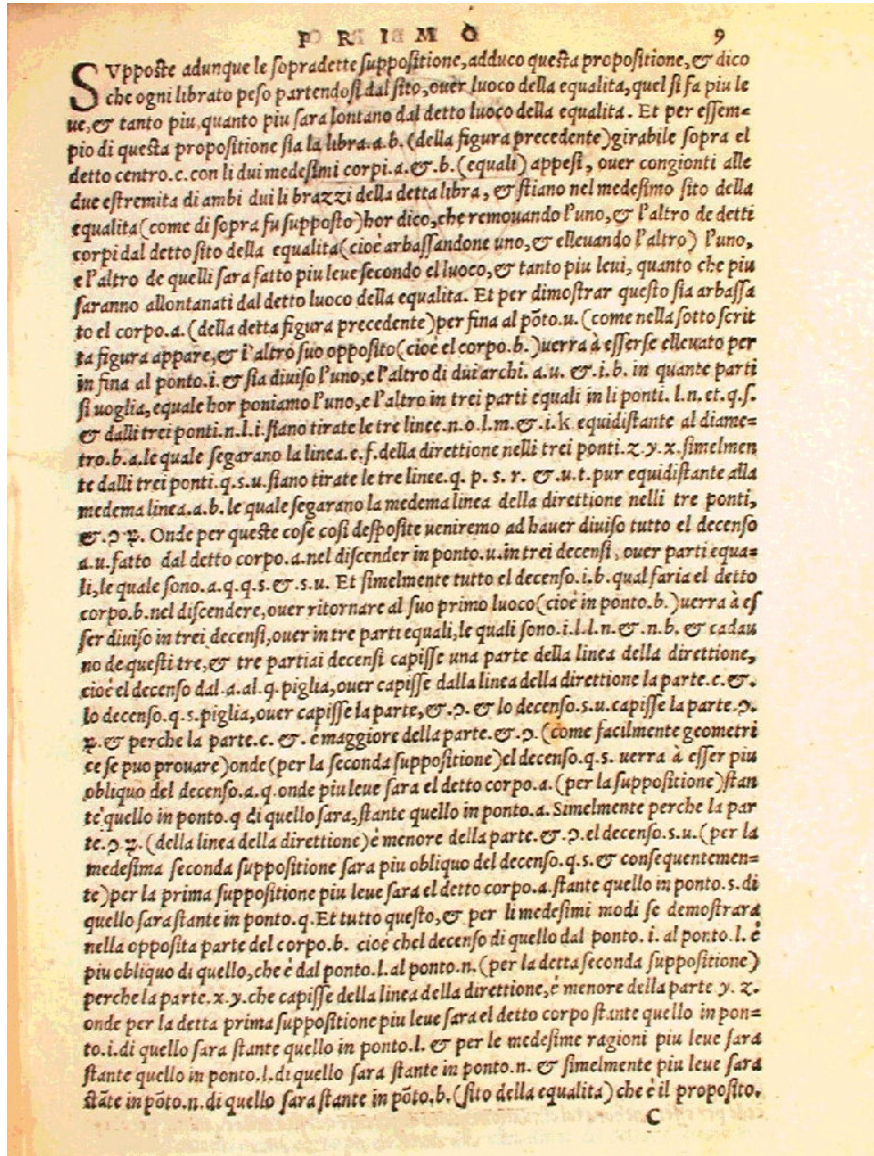 PRIMO 9
SVpposte adunque le sopradette suppositione, adduco questa propositione, & dico
che ogni librato peso partendosi dal sito, ouer luoco della equalita, quel si fa piu le
ue, & tanto piu, quanto piu sara lontano dal detto luoco della equalita. Et per essem-
pio di questa propositione sia la libra.a.b.(della figura precedente)girabile sopra el
detto centro.c.con li dui medesimi corpi.a.&.b.(equali) appesi, ouer congionti alle
due estremita di ambi dui li brazzi della detta libra, & stiano nel medesimo sito della
equalita(come di sopra fu supposto)hor dico, che remouando l'uno, & l'altro de detti
corpi dal detto sito della equalita(cioè arbassandone uno, & elleuando l'altro) l'uno,
e l'altro de quelli sara fatto piu leue secondo el luoco, & tanto piu leui, quanto che piu
saranno allontanati dal detto luoco della equalita. Et per dimostrar questo sia arbassa
to el corpo.a.(della detta figura precedente)per fina al põto.u.(come nella sotto scrit
ta figura appare, & l'altro suo opposito(cioè el corpo.b.)uerra à esserse elleuato per
in fina al ponto.i.& sia diuiso l'uno, e l'altro di dui archi.a.u.&.i.b. in quante parti
si uoglia, equale hor poniamo l'uno, e l'altro in trei parti equali in li ponti.l.n.et.q.s.
& dalli trei ponti.n.l.i.stano tirate le tre linee.n.o.l.m.&.i.k equidistante al diame-
tro.b.a.le quale segarano la linea.e.f.della direttione nelli trei ponti.z.y.x.simelmen
te dalli trei ponti.q.s.u.siano tirate le tre linee.q. p. s. r. &.u.t.pur equidistante alla
medema linea.a.b. le quale segarano la medema linea della direttione nelli tre ponti,
&.ꝯ ꝝ. Onde per queste cose cosi desposite ueniremo ad hauer diuiso tutto el decenso
a.u.fatto dal detto corpo.a.nel discender in ponto.u.in trei decensi, ouer parti equa=
li, le quale sono.a.q.q.s.&.s.u. Et simelmente tutto el decenso.i.b.qual faria el detto
corpo.b.nel discendere, ouer ritornare al suo primo luoco(cioè in ponto.b.)uerra à es
ser diuiso in trei decensi, ouer in tre parti equali, le quali sono.i.l.l.n.&.n.b. & cadau
no de questi tre, & tre partiai decensi capisse una parte della linea della direttione,
cioè el decenso dal.a.al q.piglia, ouer capisse dalla linea della direttione la parte.c.&.
lo decenso.q.s.piglia, ouer capisse la parte, &.ꝯ.& lo decenso.s.u.capisse la parte.ꝯ.
ꝝ.& perche la parte.c.&. é maggiore della parte.&.ꝯ.(come facilmente geometri
ce se puo prouare)onde(per la seconda suppositione)el decenso.q.s. uerra à esser piu
obliquo del decenso.a.q.onde piu leue sara el detto corpo.a.(per la suppositione)stan
te quello in ponto.q di quello sara, stante quello in ponto.a. Simelmente perche la par
te.ꝯ.ꝝ.(della linea della direttione)è menore della parte.&.ꝯ.el decenso.s.u.(per la
medesima seconda suppositione sara piu obliquo del decenso.q.s.& consequentemen=
te)per la prima suppositione piu leue sara el detto corpo.a.stante quello in ponto.s.di
quello sara stante in ponto.q.Et tutto questo, & per li medesimi modi se demostrara
nella opposita parte del corpo.b. cioè chel decenso di quello dal ponto.i. al ponto.l. è
piu obliquo di quello, che è dal ponto.l.al ponto.n.(per la detta seconda suppositione)
perche la parte.x.y.che capisse della linea della direttione, é menore della parte y. z.
onde per la detta prima suppositione piu leue sara el detto corpo stante quello in pon-
to.i.di quello sara stante quello in ponto.l. & per le medesime ragioni piu leue sara
stante quello in ponto.l.di quello sara stante in ponto.n. & simelmente piu leue sara
stãte in põto.n.di quello sara stante in põto.b.(sito della equalita) che è il proposito.
C